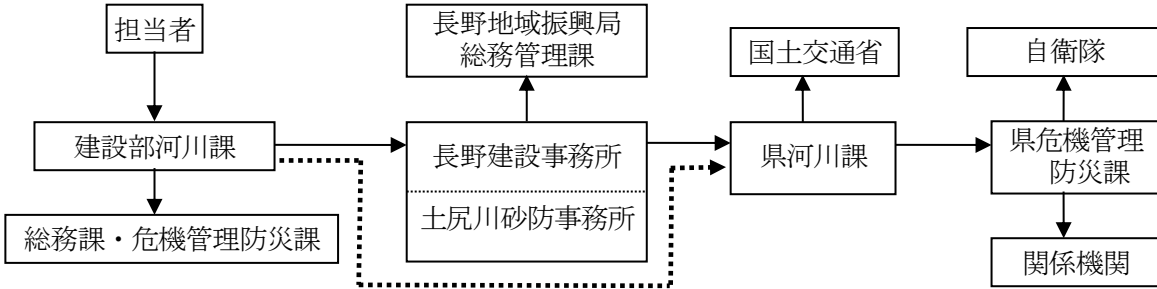 担当者
長野地域振興局
総務管理課
国土交通省
自衛隊
建設部河川課
長野建設事務所
県河川課
県危機管理
防災課
土尻川砂防事務所
総務課・危機管理防災課
関係機関